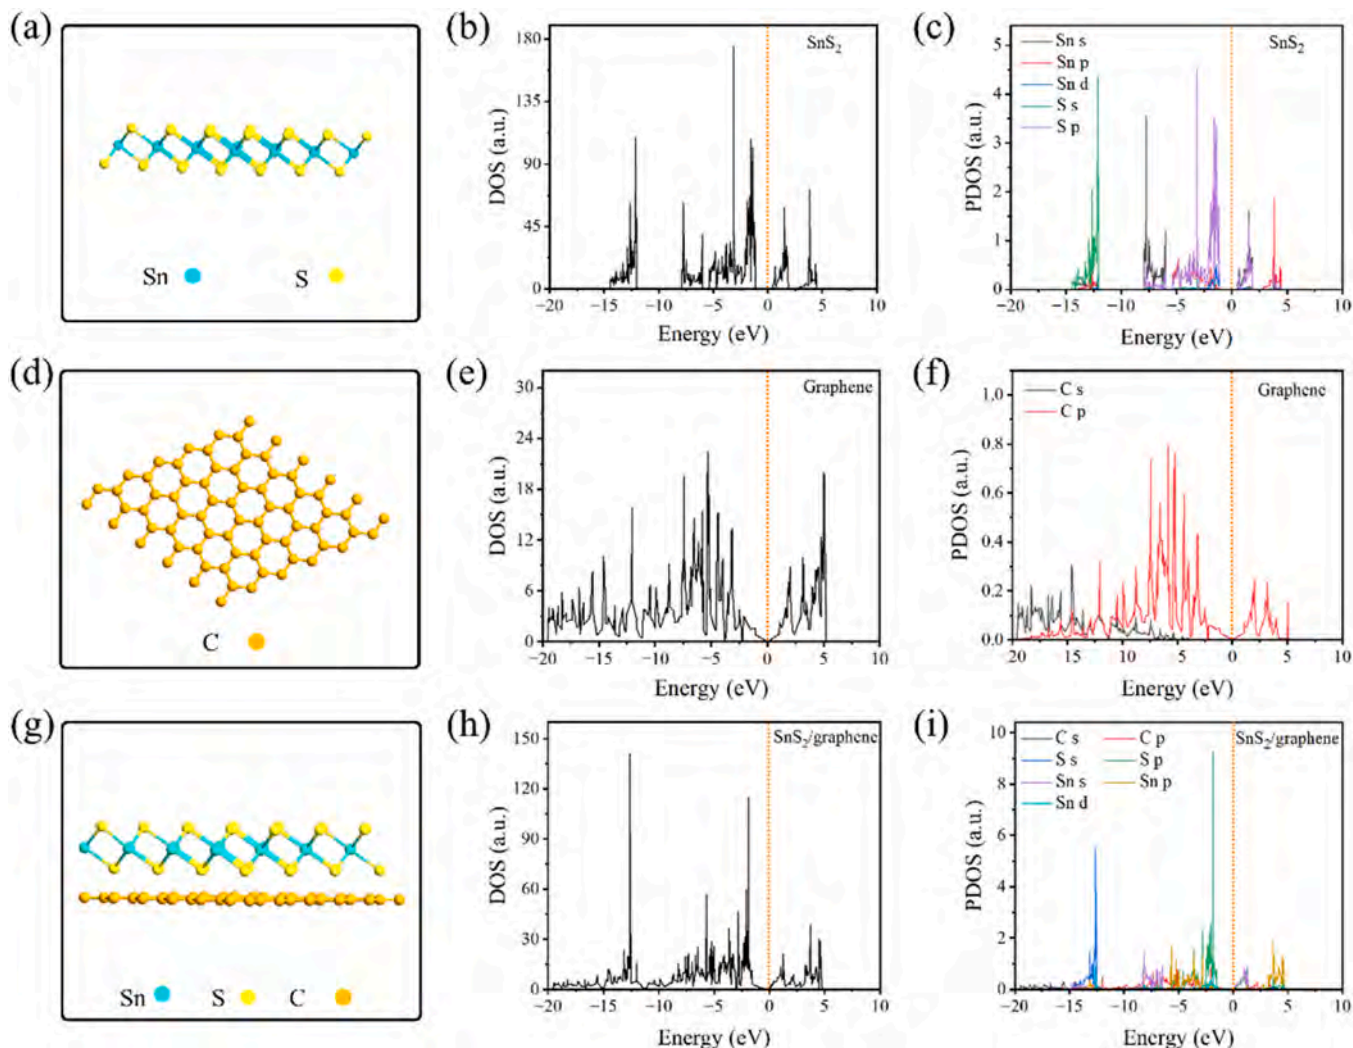 (a)
Sn
S
(b)
SnS2
DOS (a.u.)
180
135
90
45
0
−20 −15 −10 −5 0 5 10
Energy (eV)
(c)
Sn s
Sn p
Sn d
S s
S p
SnS2
PDOS (a.u.)
5
4
3
2
1
0
−20 −15 −10 −5 0 5 10
Energy (eV)
(d)
C
(e)
Graphene
DOS (a.u.)
30
24
18
12
6
0
−20 −15 −10 −5 0 5 10
Energy (eV)
(f)
C s
C p
Graphene
PDOS (a.u.)
1.0
0.8
0.6
0.4
0.2
0.0
−20 −15 −10 −5 0 5 10
Energy (eV)
(g)
Sn
S
C
(h)
SnS2/graphene
DOS (a.u.)
150
120
90
60
30
0
−20 −15 −10 −5 0 5 10
Energy (eV)
(i)
C s
C p
S s
S p
Sn s
Sn p
Sn d
SnS2/graphene
PDOS (a.u.)
10
8
6
4
2
0
−20 −15 −10 −5 0 5 10
Energy (eV)